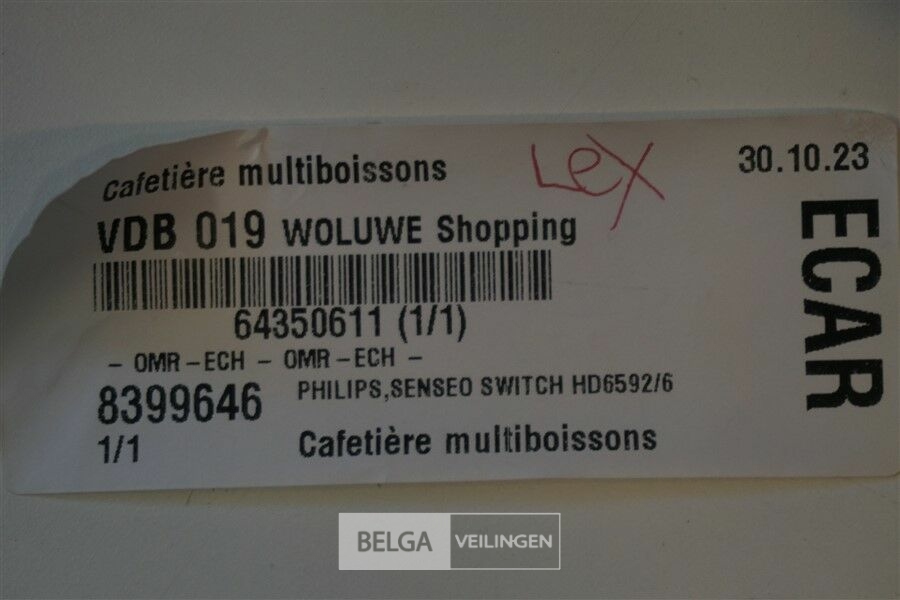 Cafetière multiboissons
Lex
30.10.23
VDB 019 WOLUWE Shopping
ECAR
64350611 (1/1)
- OMR-ECH - OMR-ECH -
8399646 PHILIPS,SENSEO SWITCH HD6592/6
1/1 Cafetière multiboissons
BELGA VEILINGEN